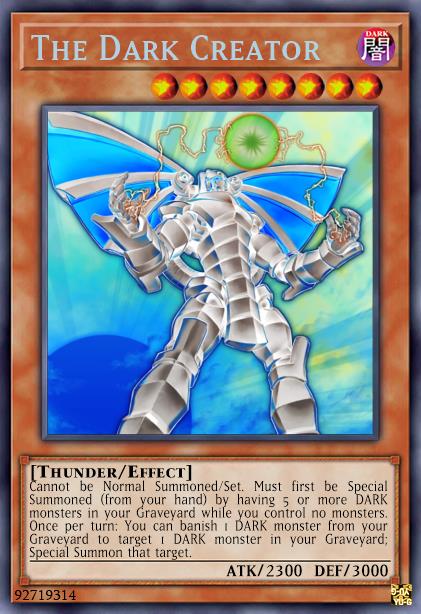 The Dark Creator
DARK
闇
[Thunder/Effect]
Cannot be Normal Summoned/Set. Must first be Special
Summoned (from your hand) by having 5 or more DARK
monsters in your Graveyard while you control no monsters.
Once per turn: You can banish 1 DARK monster from your
Graveyard to target 1 DARK monster in your Graveyard;
Special Summon that target.
ATK/2300 DEF/3000
92719314